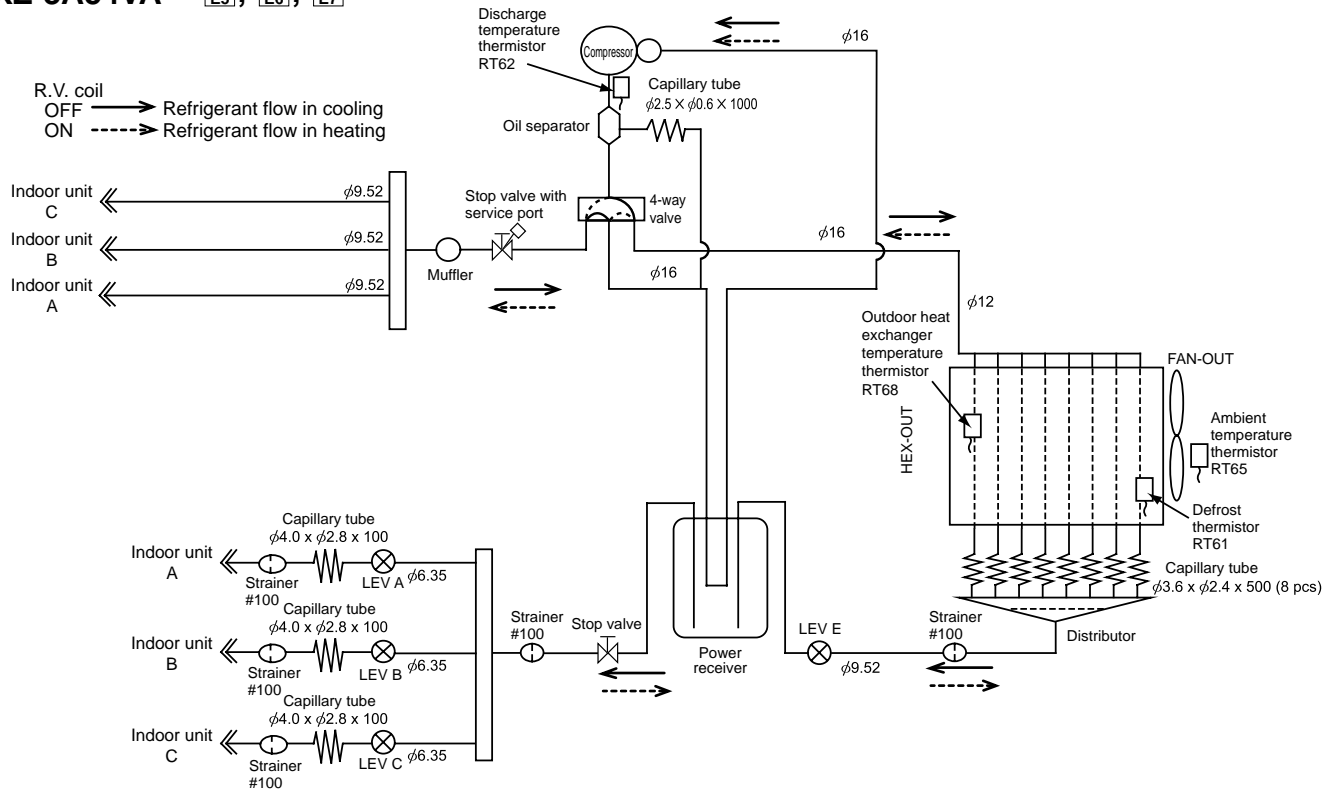 R.V. coil
OFF Refrigerant flow in cooling
ON Refrigerant flow in heating
Discharge
temperature
thermistor
RT62
Compressor
ϕ16
Capillary tube
ϕ2.5 × ϕ0.6 × 1000
Oil separator
Indoor unit
C
ϕ9.52
Indoor unit
B
ϕ9.52
Indoor unit
A
ϕ9.52
Muffler
Stop valve with
service port
4-way
valve
ϕ16
ϕ16
ϕ12
Outdoor heat
exchanger
temperature
thermistor
RT68
HEX-OUT
FAN-OUT
Ambient
temperature
thermistor
RT65
Defrost
thermistor
RT61
Capillary tube
ϕ3.6 x ϕ2.4 x 500 (8 pcs)
Distributor
Indoor unit
A
Strainer
#100
Capillary tube
ϕ4.0 x ϕ2.8 x 100
LEV A
ϕ6.35
Indoor unit
B
Strainer
#100
Capillary tube
ϕ4.0 x ϕ2.8 x 100
LEV B
ϕ6.35
Indoor unit
C
Strainer
#100
Capillary tube
ϕ4.0 x ϕ2.8 x 100
LEV C
ϕ6.35
Strainer
#100
Stop valve
Power
receiver
LEV E
ϕ9.52
Strainer
#100